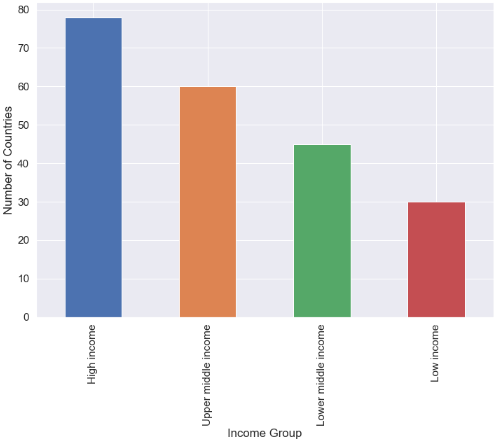 80
70
60
50
40
30
20
10
0
Number of Countries
High income
Upper middle income
Lower middle income
Low income
Income Group